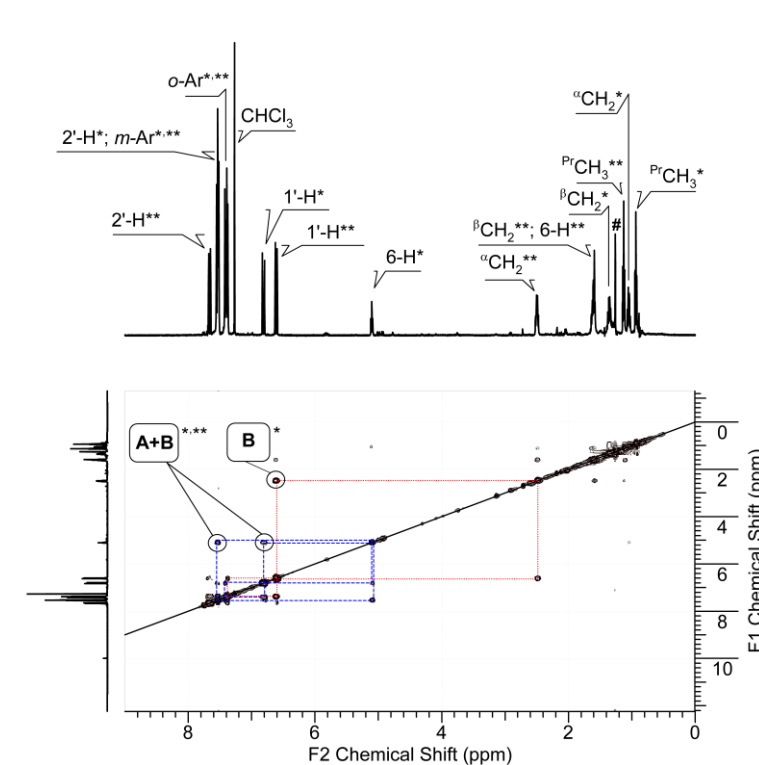 o-Ar*,**
αCH₂*
CHCl₃
2'-H*; m-Ar*,**
PrCH₃**
PrCH₃*
βCH₂*
1'-H*
#
2'-H**
1'-H**
βCH₂**; 6-H**
6-H*
αCH₂**
A+B *,**
B *
0
2
4
6
8
10
F1 Chemical Shift (ppm)
8 6 4 2 0
F2 Chemical Shift (ppm)